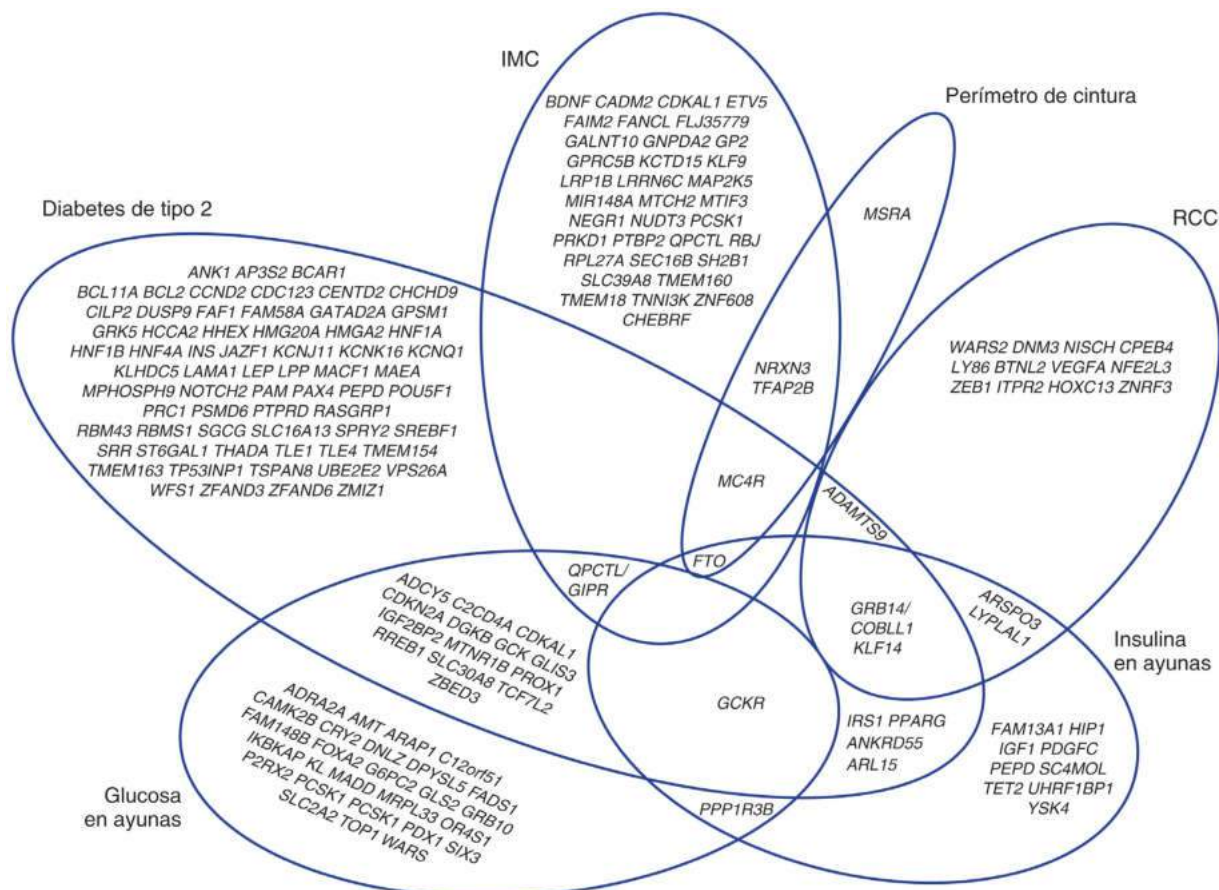 IMC
BDNF CADM2 CDKAL1 ETV5
FAIM2 FANCL FLJ35779
GALNT10 GNPDA2 GP2
GPRC5B KCTD15 KLF9
LRP1B LRRN6C MAP2K5
MIR148A MTCH2 MTIF3
NEGR1 NUDT3 PCSK1
PRKD1 PTBP2 QPCTL RBJ
RPL27A SEC16B SH2B1
SLC39A8 TMEM160
TMEM18 TNNI3K ZNF608
CHEBRF
Perímetro de cintura
MSRA
NRXN3
TFAP2B
MC4R
FTO
RCC
WARS2 DNM3 NISCH CPEB4
LY86 BTNL2 VEGFA NFE2L3
ZEB1 ITPR2 HOXC13 ZNRF3
Diabetes de tipo 2
ANK1 AP3S2 BCAR1
BCL11A BCL2 CCND2 CDC123 CENTD2 CHCHD9
CILP2 DUSP9 FAF1 FAM58A GATAD2A GPSM1
GRK5 HCCA2 HHEX HMG20A HMGA2 HNF1A
HNF1B HNF4A INS JAZF1 KCNJ11 KCNK16 KCNQ1
KLHDC5 LAMA1 LEP LPP MACF1 MAEA
MPHOSPH9 NOTCH2 PAM PAX4 PEPD POU5F1
PRC1 PSMD6 PTPRD RASGRP1
RBM43 RBMS1 SGCG SLC16A13 SPRY2 SREBF1
SRR ST6GAL1 THADA TLE1 TLE4 TMEM154
TMEM163 TP53INP1 TSPAN8 UBE2E2 VPS26A
WFS1 ZFAND3 ZFAND6 ZMIZ1
ADAMTS9
QPCTL/
GIPR
ADCY5 C2CD4A CDKAL1
CDKN2A DGKB GCK GLIS3
IGF2BP2 MTNR1B PROX1
RREB1 SLC30A8 TCF7L2
ZBED3
GRB14/
COBLL1
KLF14
ARSPO3
LYPLAL1
Insulina
en ayunas
GCKR
IRS1 PPARG
ANKRD55
ARL15
FAM13A1 HIP1
IGF1 PDGFC
PEPD SC4MOL
TET2 UHRF1BP1
YSK4
PPP1R3B
Glucosa
en ayunas
ADRA2A AMT ARAP1 C12orf51
CAMK2B CRY2 DNLZ DPYSL5 FADS1
FAM148B FOXA2 G6PC2 GLS2 GRB10
IKBKAP KL MADD MRPL33 OR4S1
P2RX2 PCSK1 PCSK1 PDX1 SIX3
SLC2A2 TOP1 WARS